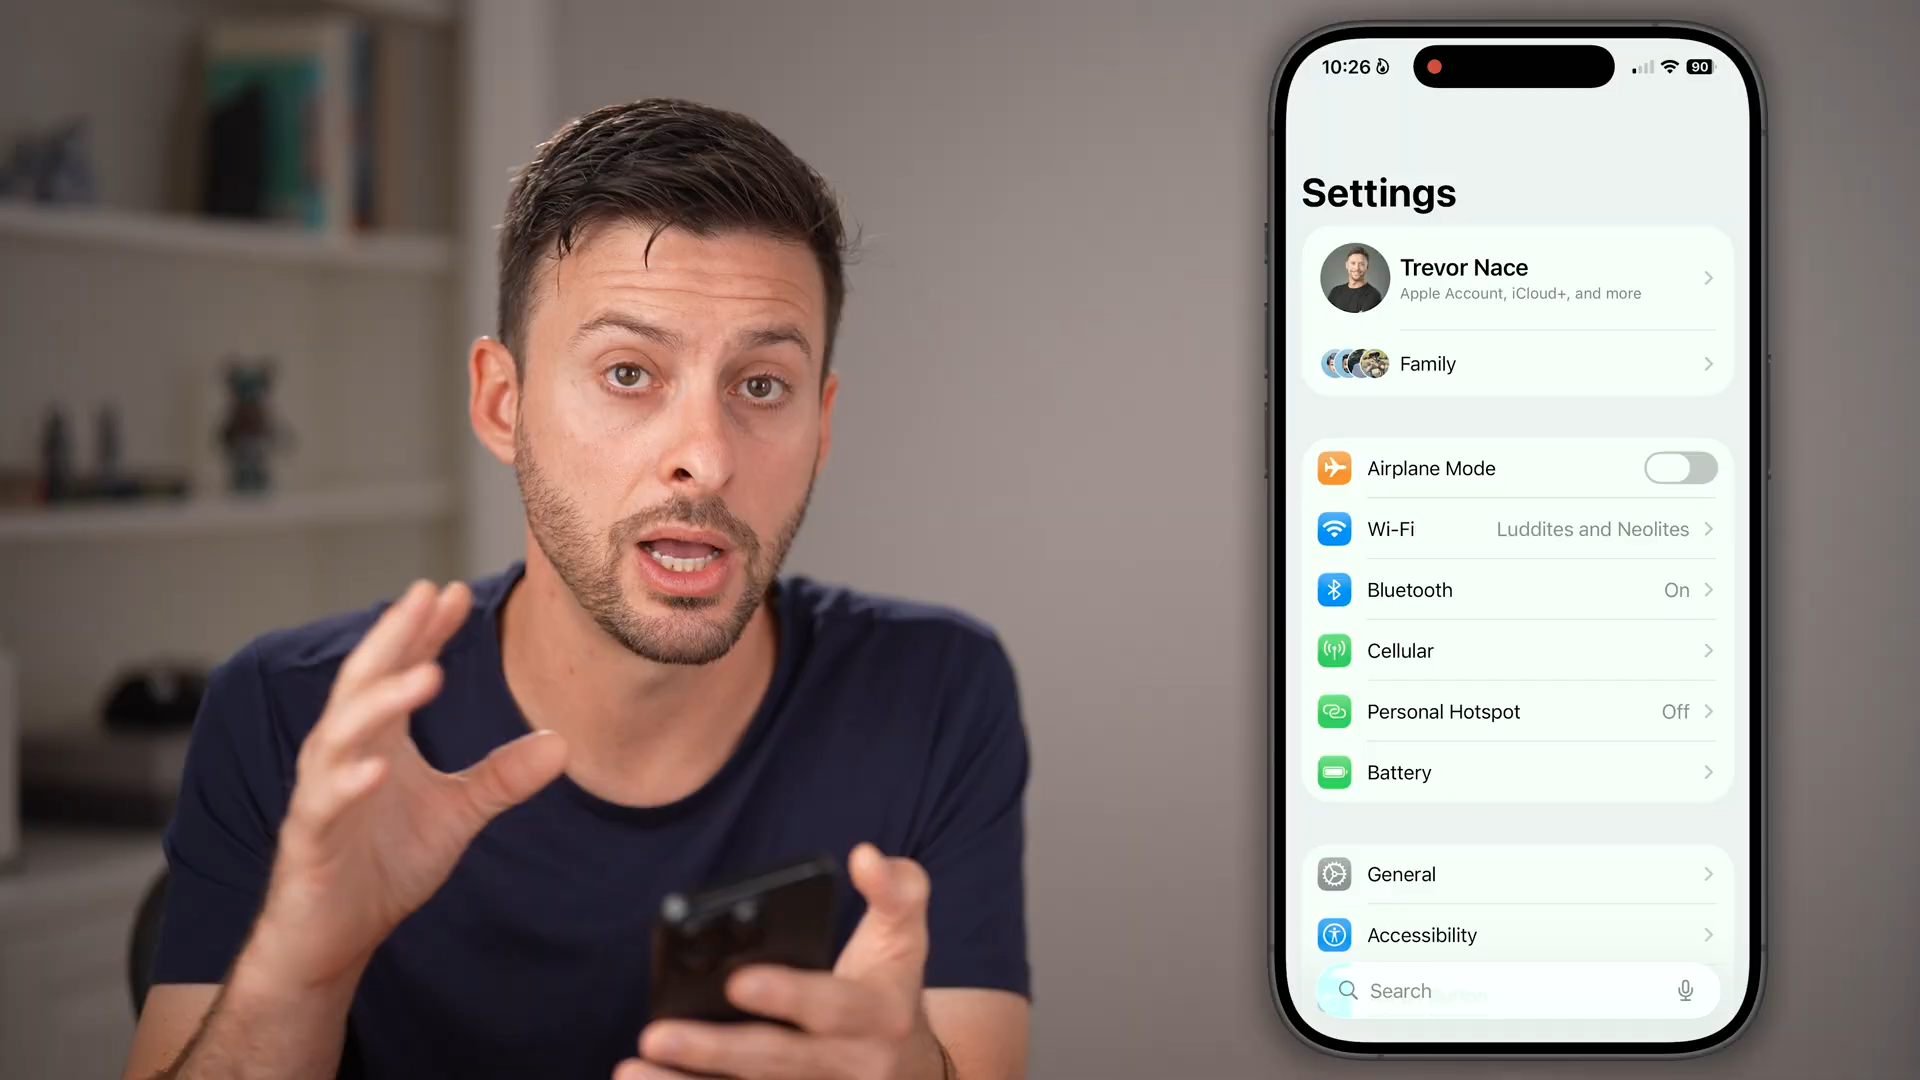 10:26
90
Settings
Trevor Nace
Apple Account, iCloud+, and more
Family
Airplane Mode
Wi-Fi Luddites and Neolites
Bluetooth On
Cellular
Personal Hotspot Off
Battery
General
Accessibility
Search